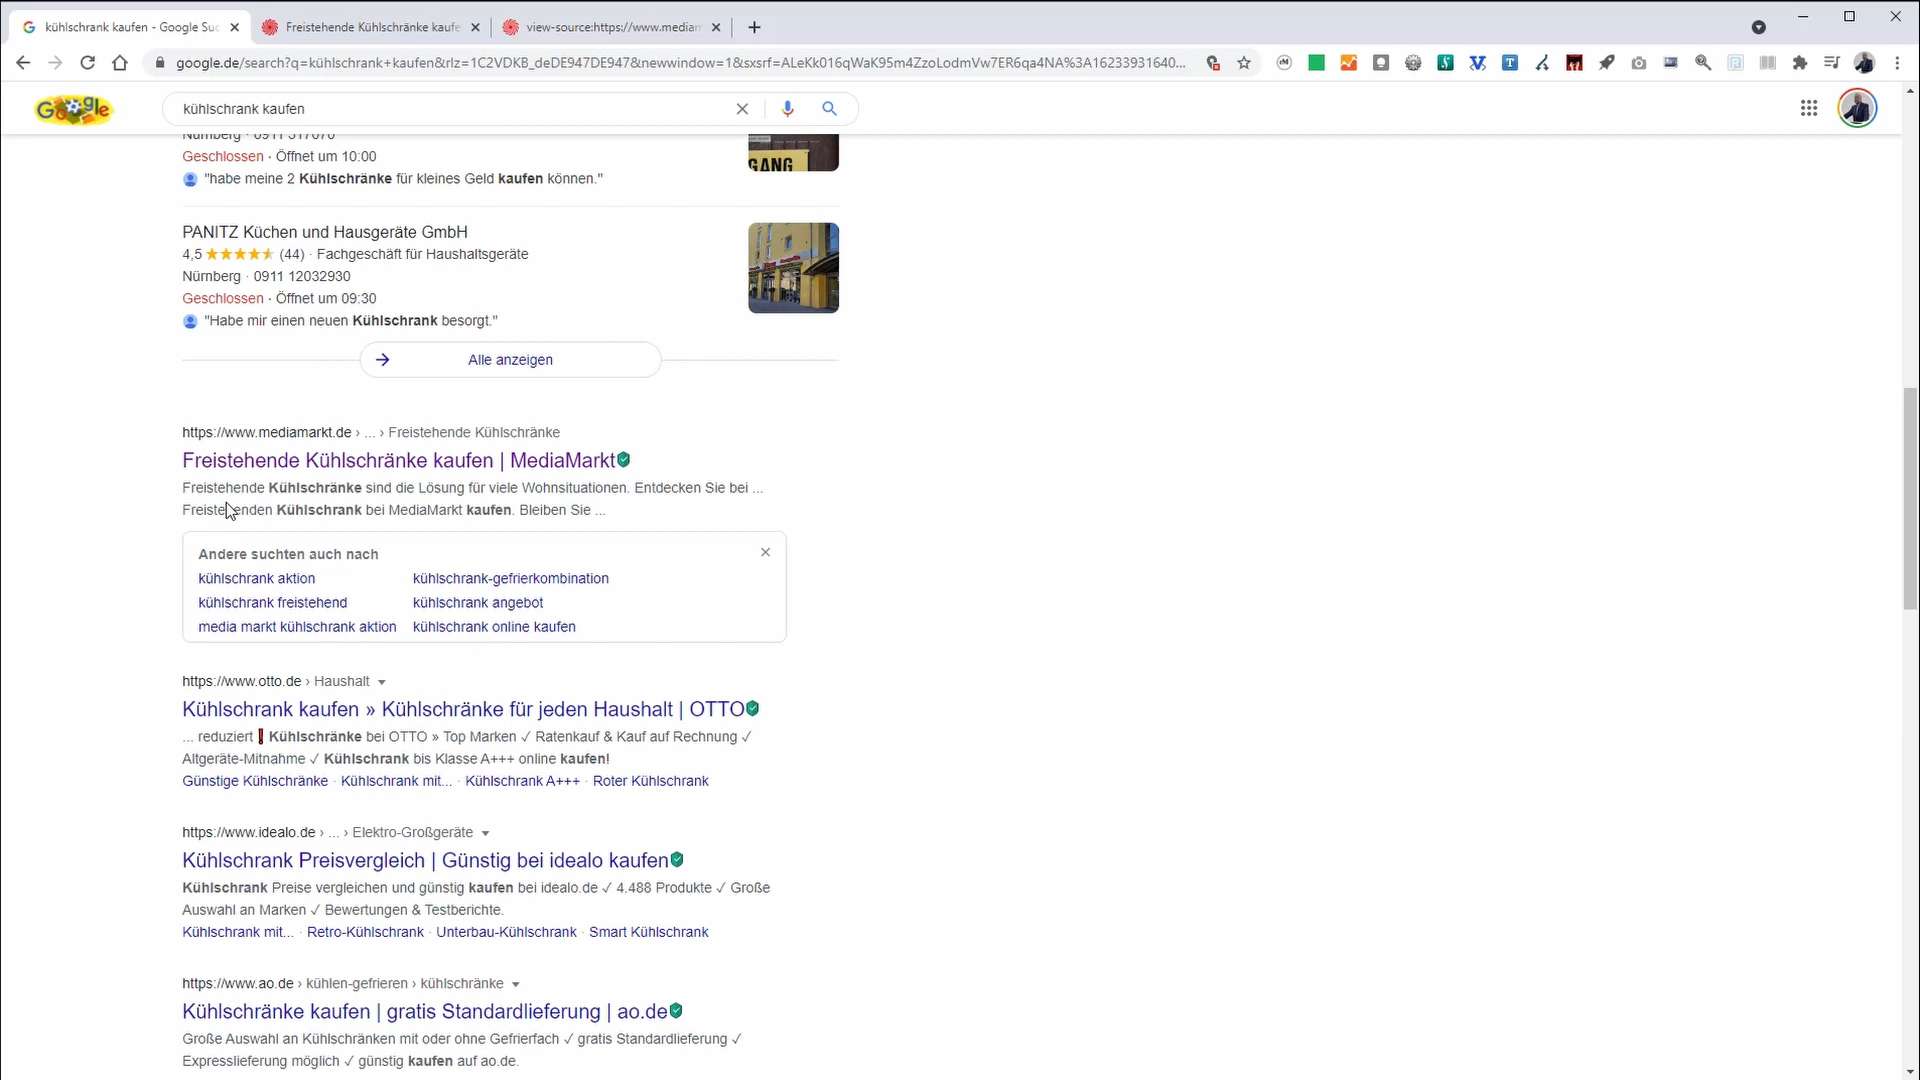 kühlschrank kaufen - Google Suc
Freistehende Kühlschränke kaufe
view-source:https://www.mediam
google.de/search?q=kühlschrank+kaufen&rlz=1C2VDKB_deDE947DE947&newwindow=1&sxsrf=ALeKk016qWaK95m4ZzoLodmVw7ER6qa4NA%3A16233931640...
Google
kühlschrank kaufen
Nürnberg · 0911 317070
Geschlossen · Öffnet um 10:00
"habe meine 2 Kühlschränke für kleines Geld kaufen können."
GANG
PANITZ Küchen und Hausgeräte GmbH
4,5 ★★★★★ (44) · Fachgeschäft für Haushaltsgeräte
Nürnberg · 0911 12032930
Geschlossen · Öffnet um 09:30
"Habe mir einen neuen Kühlschrank besorgt."
Alle anzeigen
https://www.mediamarkt.de › ... › Freistehende Kühlschränke
Freistehende Kühlschränke kaufen | MediaMarkt
Freistehende Kühlschränke sind die Lösung für viele Wohnsituationen. Entdecken Sie bei ...
Freistehenden Kühlschrank bei MediaMarkt kaufen. Bleiben Sie ...
Andere suchten auch nach
kühlschrank aktion kühlschrank-gefrierkombination
kühlschrank freistehend kühlschrank angebot
media markt kühlschrank aktion kühlschrank online kaufen
https://www.otto.de › Haushalt
Kühlschrank kaufen » Kühlschränke für jeden Haushalt | OTTO
... reduziert ❗ Kühlschränke bei OTTO » Top Marken ✓ Ratenkauf & Kauf auf Rechnung ✓
Altgeräte-Mitnahme ✓ Kühlschrank bis Klasse A+++ online kaufen!
Günstige Kühlschränke · Kühlschrank mit... · Kühlschrank A+++ · Roter Kühlschrank
https://www.idealo.de › ... › Elektro-Großgeräte
Kühlschrank Preisvergleich | Günstig bei idealo kaufen
Kühlschrank Preise vergleichen und günstig kaufen bei idealo.de ✓ 4.488 Produkte ✓ Große
Auswahl an Marken ✓ Bewertungen & Testberichte.
Kühlschrank mit... · Retro-Kühlschrank · Unterbau-Kühlschrank · Smart Kühlschrank
https://www.ao.de › kühlen-gefrieren › kühlschränke
Kühlschränke kaufen | gratis Standardlieferung | ao.de
Große Auswahl an Kühlschränken mit oder ohne Gefrierfach ✓ gratis Standardlieferung ✓
Expresslieferung möglich ✓ günstig kaufen auf ao.de.